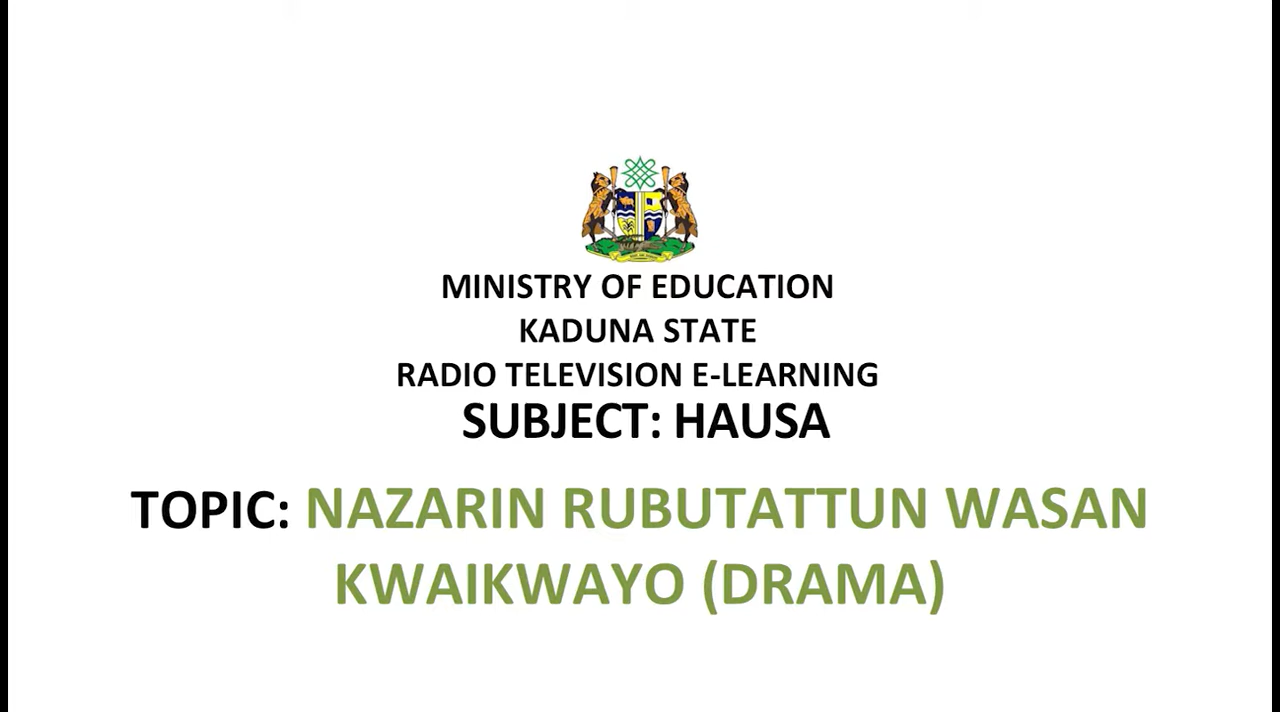 MINISTRY OF EDUCATION
KADUNA STATE
RADIO TELEVISION E-LEARNING
SUBJECT: HAUSA
TOPIC: NAZARIN RUBUTATTUN WASAN
KWAIKWAYO (DRAMA)